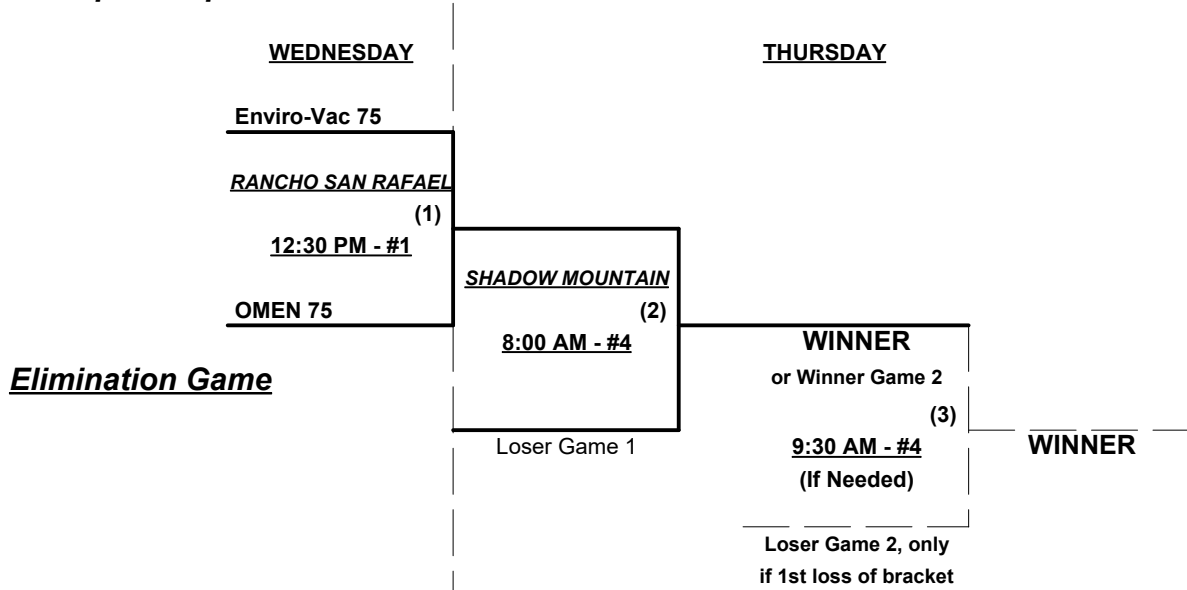 WEDNESDAY
THURSDAY
Enviro-Vac 75
RANCHO SAN RAFAEL
(1)
12:30 PM - #1
SHADOW MOUNTAIN
OMEN 75
(2)
8:00 AM - #4
WINNER
Elimination Game
or Winner Game 2
(3)
Loser Game 1
9:30 AM - #4
WINNER
(If Needed)
Loser Game 2, only
if 1st loss of bracket